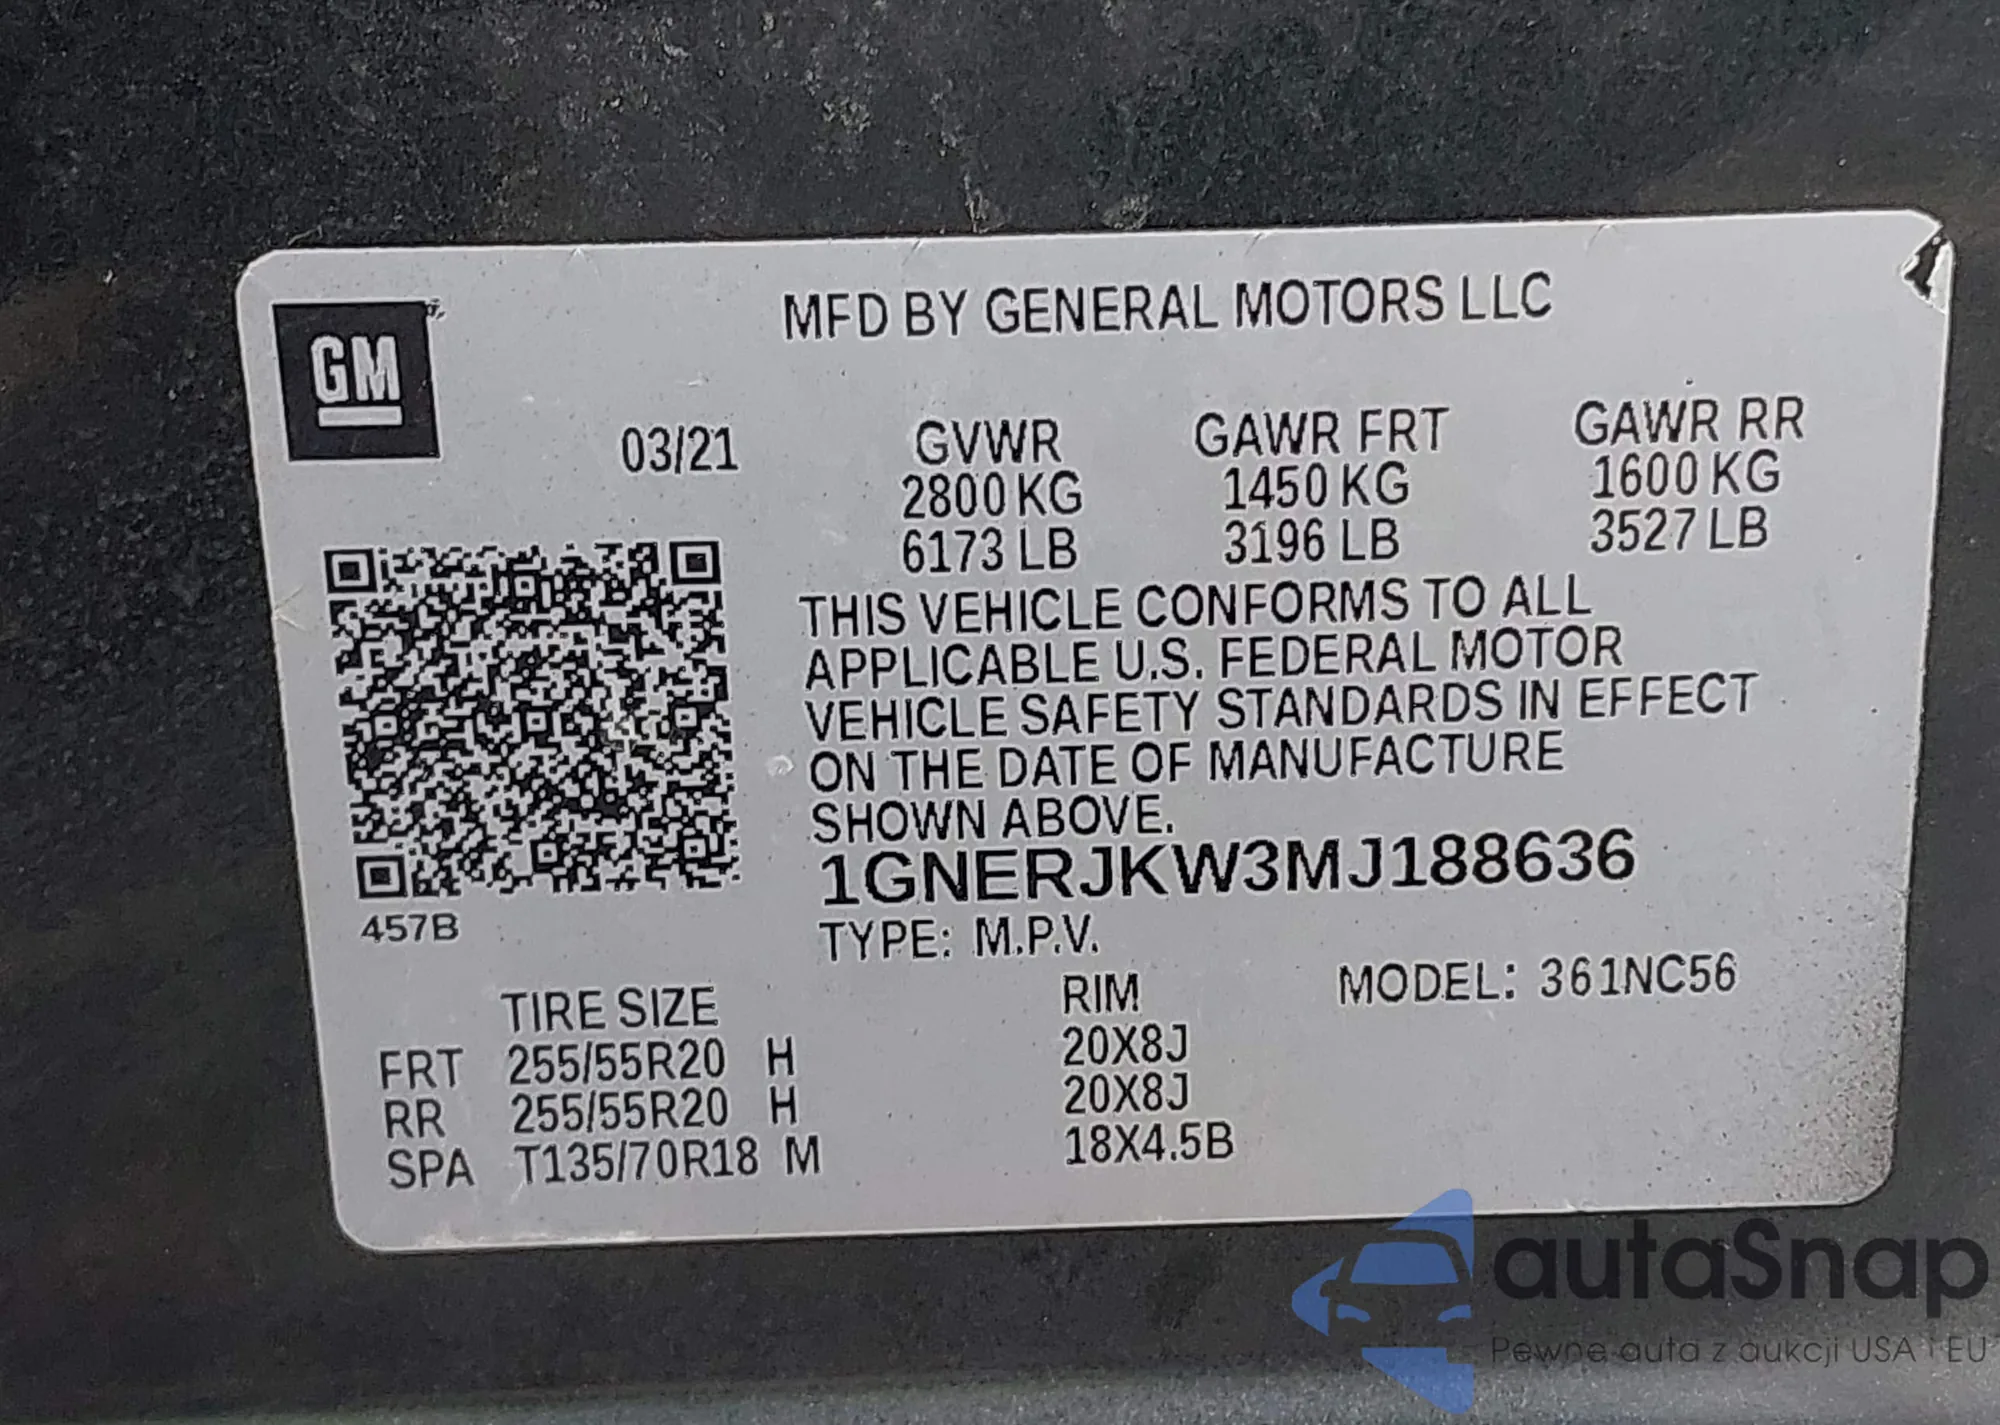 GM
MFD BY GENERAL MOTORS LLC
03/21
GVWR GAWR FRT GAWR RR
2800 KG 1450 KG 1600 KG
6173 LB 3196 LB 3527 LB
THIS VEHICLE CONFORMS TO ALL
APPLICABLE U.S. FEDERAL MOTOR
VEHICLE SAFETY STANDARDS IN EFFECT
ON THE DATE OF MANUFACTURE
SHOWN ABOVE.
1GNERJKW3MJ188636
457B
TYPE: M.P.V.
MODEL: 361NC56
TIRE SIZE RIM
FRT 255/55R20 H 20X8J
RR 255/55R20 H 20X8J
SPA T135/70R18 M 18X4.5B
autaSnap
Pewne auta z aukcji USA i EU